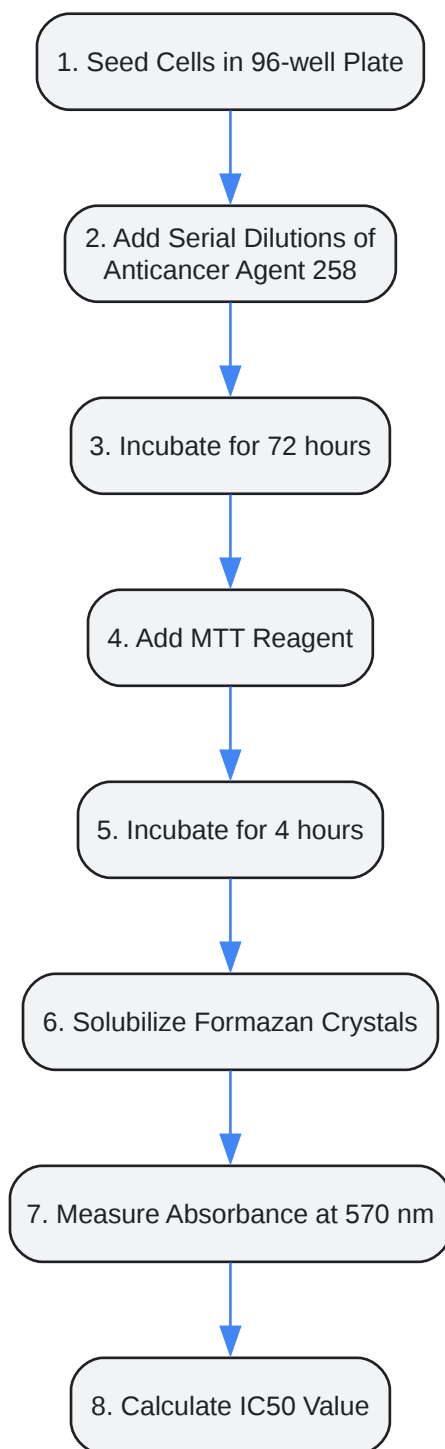 1. Seed Cells in 96-well Plate
2. Add Serial Dilutions of
Anticancer Agent 258
3. Incubate for 72 hours
4. Add MTT Reagent
5. Incubate for 4 hours
6. Solubilize Formazan Crystals
7. Measure Absorbance at 570 nm
8. Calculate IC50 Value